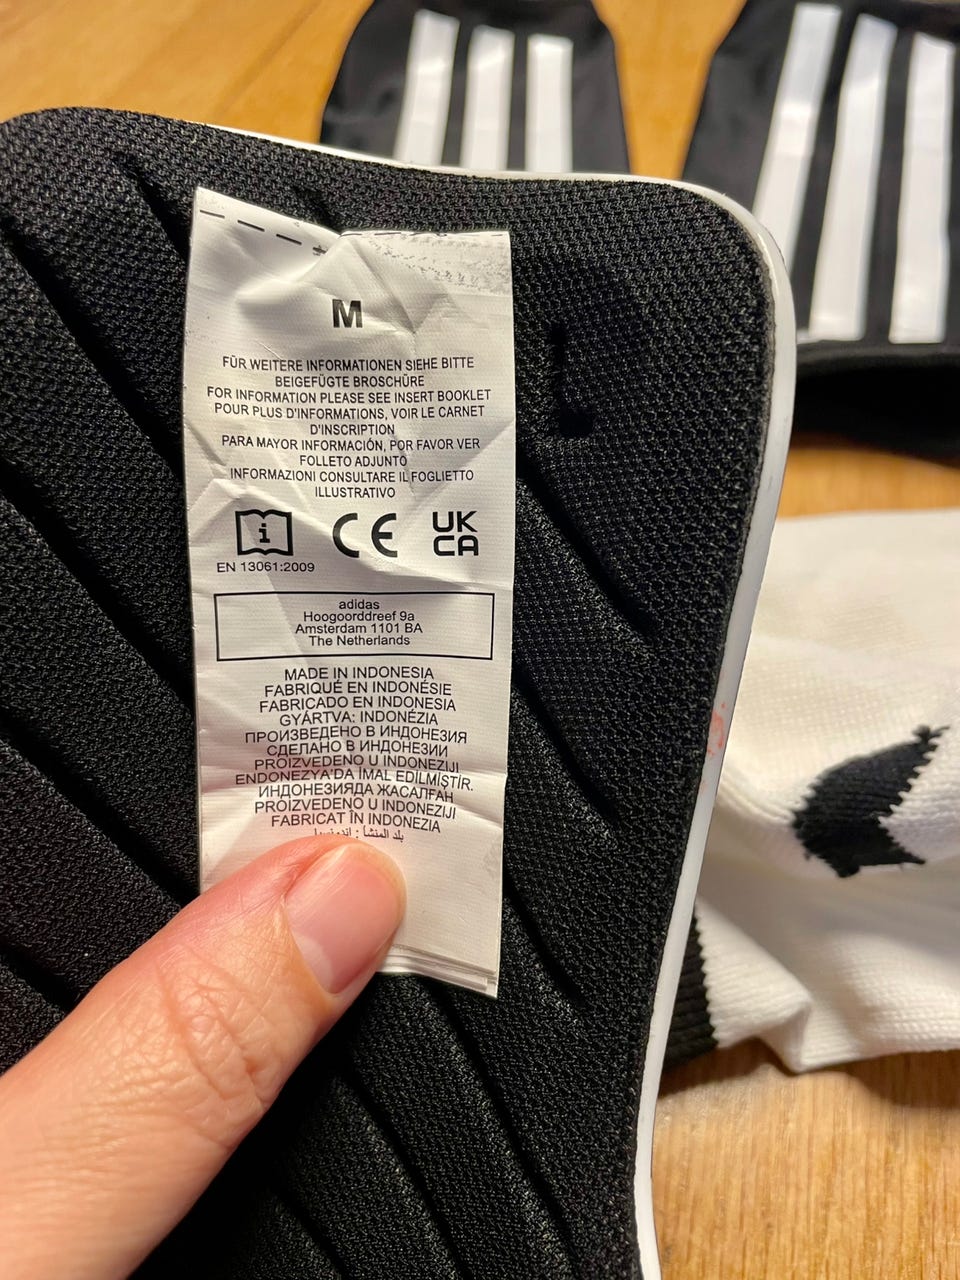 M
FÜR WEITERE INFORMATIONEN SIEHE BITTE
BEIGEFÜGTE BROSCHÜRE
FOR INFORMATION PLEASE SEE INSERT BOOKLET
POUR PLUS D'INFORMATIONS, VOIR LE CARNET
D'INSCRIPTION
PARA MAYOR INFORMACIÓN, POR FAVOR VER
FOLLETO ADJUNTO
INFORMAZIONI CONSULTARE IL FOGLIETTO
ILLUSTRATIVO
i CE UK
CA
EN 13061:2009
adidas
Hoogoorddreef 9a
Amsterdam 1101 BA
The Netherlands
MADE IN INDONESIA
FABRIQUÉ EN INDONÉSIE
FABRICADO EN INDONESIA
GYÁRTVA: INDONÉZIA
ПРОИЗВЕДЕНО В ИНДОНЕЗИЯ
СДЕЛАНО В ИНДОНЕЗИИ
PROIZVEDENO U INDONEZIJI
ENDONEZYA'DA İMAL EDİLMİŞTİR.
ИНДОНЕЗИЯДА ЖАСАЛҒАН
PROIZVEDENO U INDONEZIJI
FABRICAT ÎN INDONEZIA
بلد المنشأ : اندونيسيا